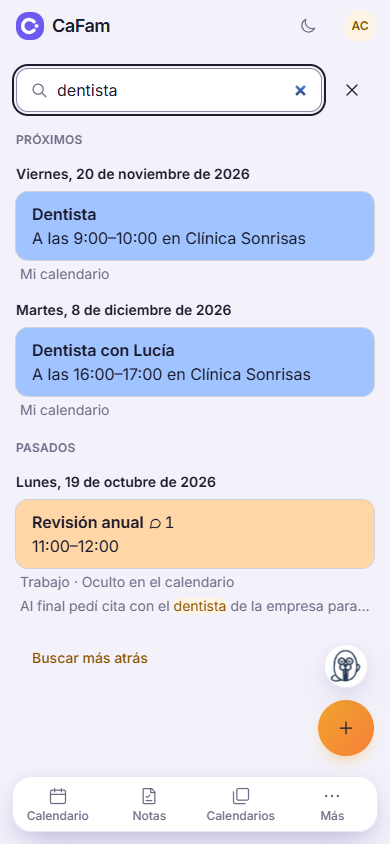 CaFam
AC
dentista
PRÓXIMOS
Viernes, 20 de noviembre de 2026
Dentista
A las 9:00–10:00 en Clínica Sonrisas
Mi calendario
Martes, 8 de diciembre de 2026
Dentista con Lucía
A las 16:00–17:00 en Clínica Sonrisas
Mi calendario
PASADOS
Lunes, 19 de octubre de 2026
Revisión anual 1
11:00–12:00
Trabajo · Oculto en el calendario
Al final pedí cita con el dentista de la empresa para...
Buscar más atrás
Calendario Notas Calendarios Más